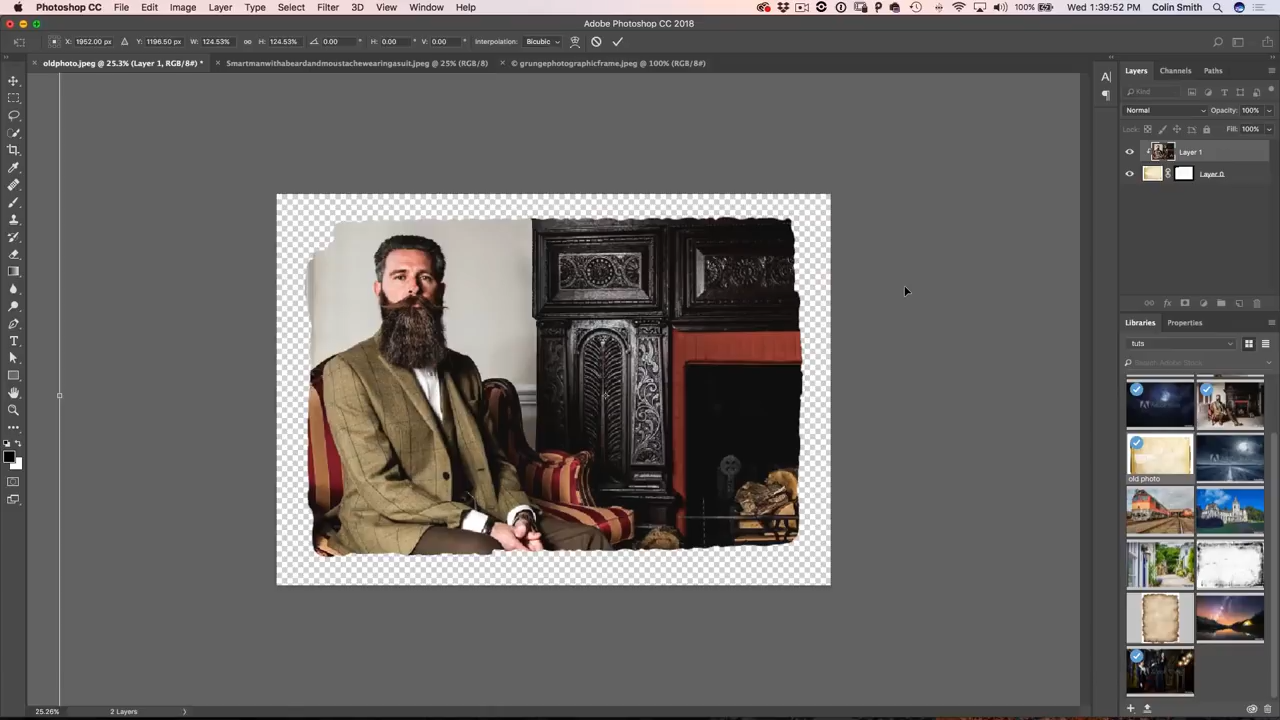 Photoshop CC File Edit Image Layer Type Select Filter 3D View Window Help 100% Wed 1:39:52 PM Colin Smith
Adobe Photoshop CC 2018
X: 1952.00 px Y: 1196.50 px W: 124.53% H: 124.53% 0.00 ° H: 0.00 ° V: 0.00 ° Interpolation: Bicubic
oldphoto.jpeg @ 25.3% (Layer 1, RGB/8#) * Smartmanwithabeardandmoustachewearingasuit.jpeg @ 25% (RGB/8) © grungephotographicframe.jpeg @ 100% (RGB/8#)
Layers Channels Paths
Kind
Normal Opacity: 100%
Lock: Fill: 100%
Layer 1
Layer 0
Libraries Properties
tuts
Search Adobe Stock
old photo
25.26% 2 Layers